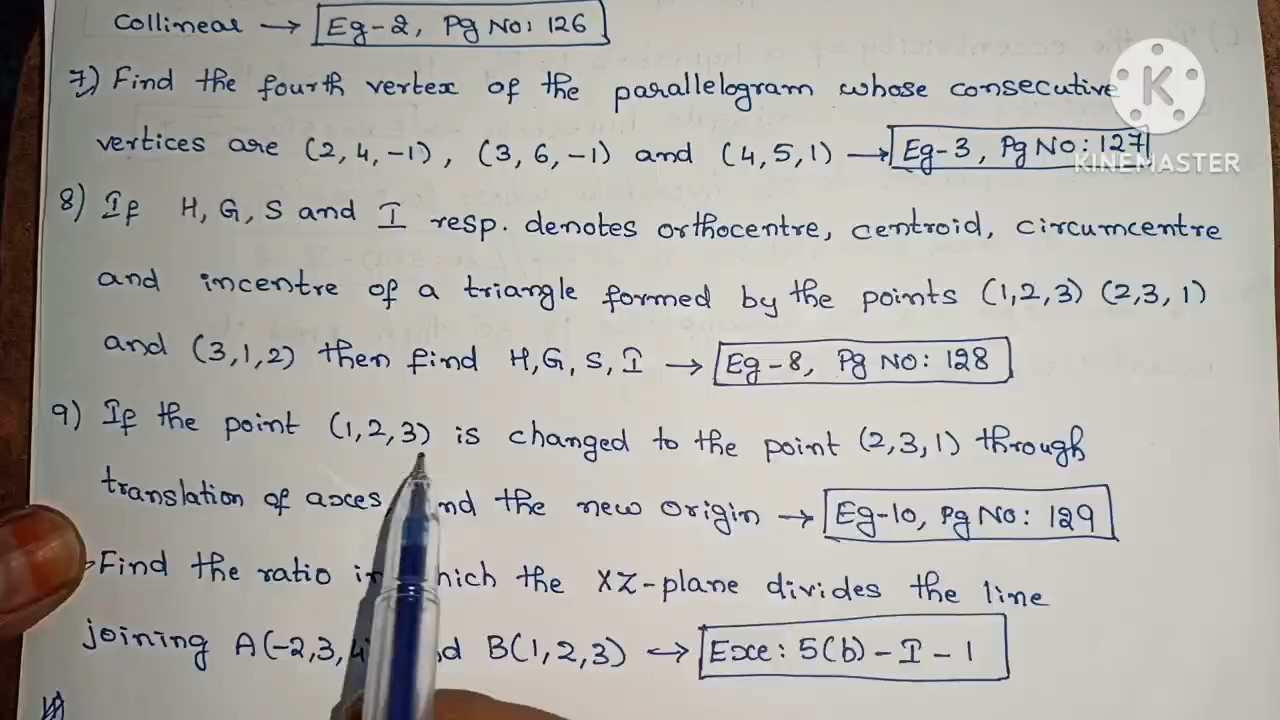 Collinear → Eg-2, Pg No: 126
7) Find the fourth vertex of the parallelogram whose consecutive
vertices are (2, 4, -1), (3, 6, -1) and (4, 5, 1) → Eg-3, Pg No: 127
8) If H, G, S and I resp. denotes orthocentre, centroid, circumcentre
and incentre of a triangle formed by the points (1,2,3) (2,3,1)
and (3,1,2) then find H, G, S, I → Eg-8, Pg NO: 128
9) If the point (1,2,3) is changed to the point (2,3,1) through
translation of axes the new origin → Eg-10, Pg No: 129
Find the ratio the XZ-plane divides the line
joining A(-2,3,4 B(1,2,3) → Exe: 5(b)-I-1
K
KINEMASTER